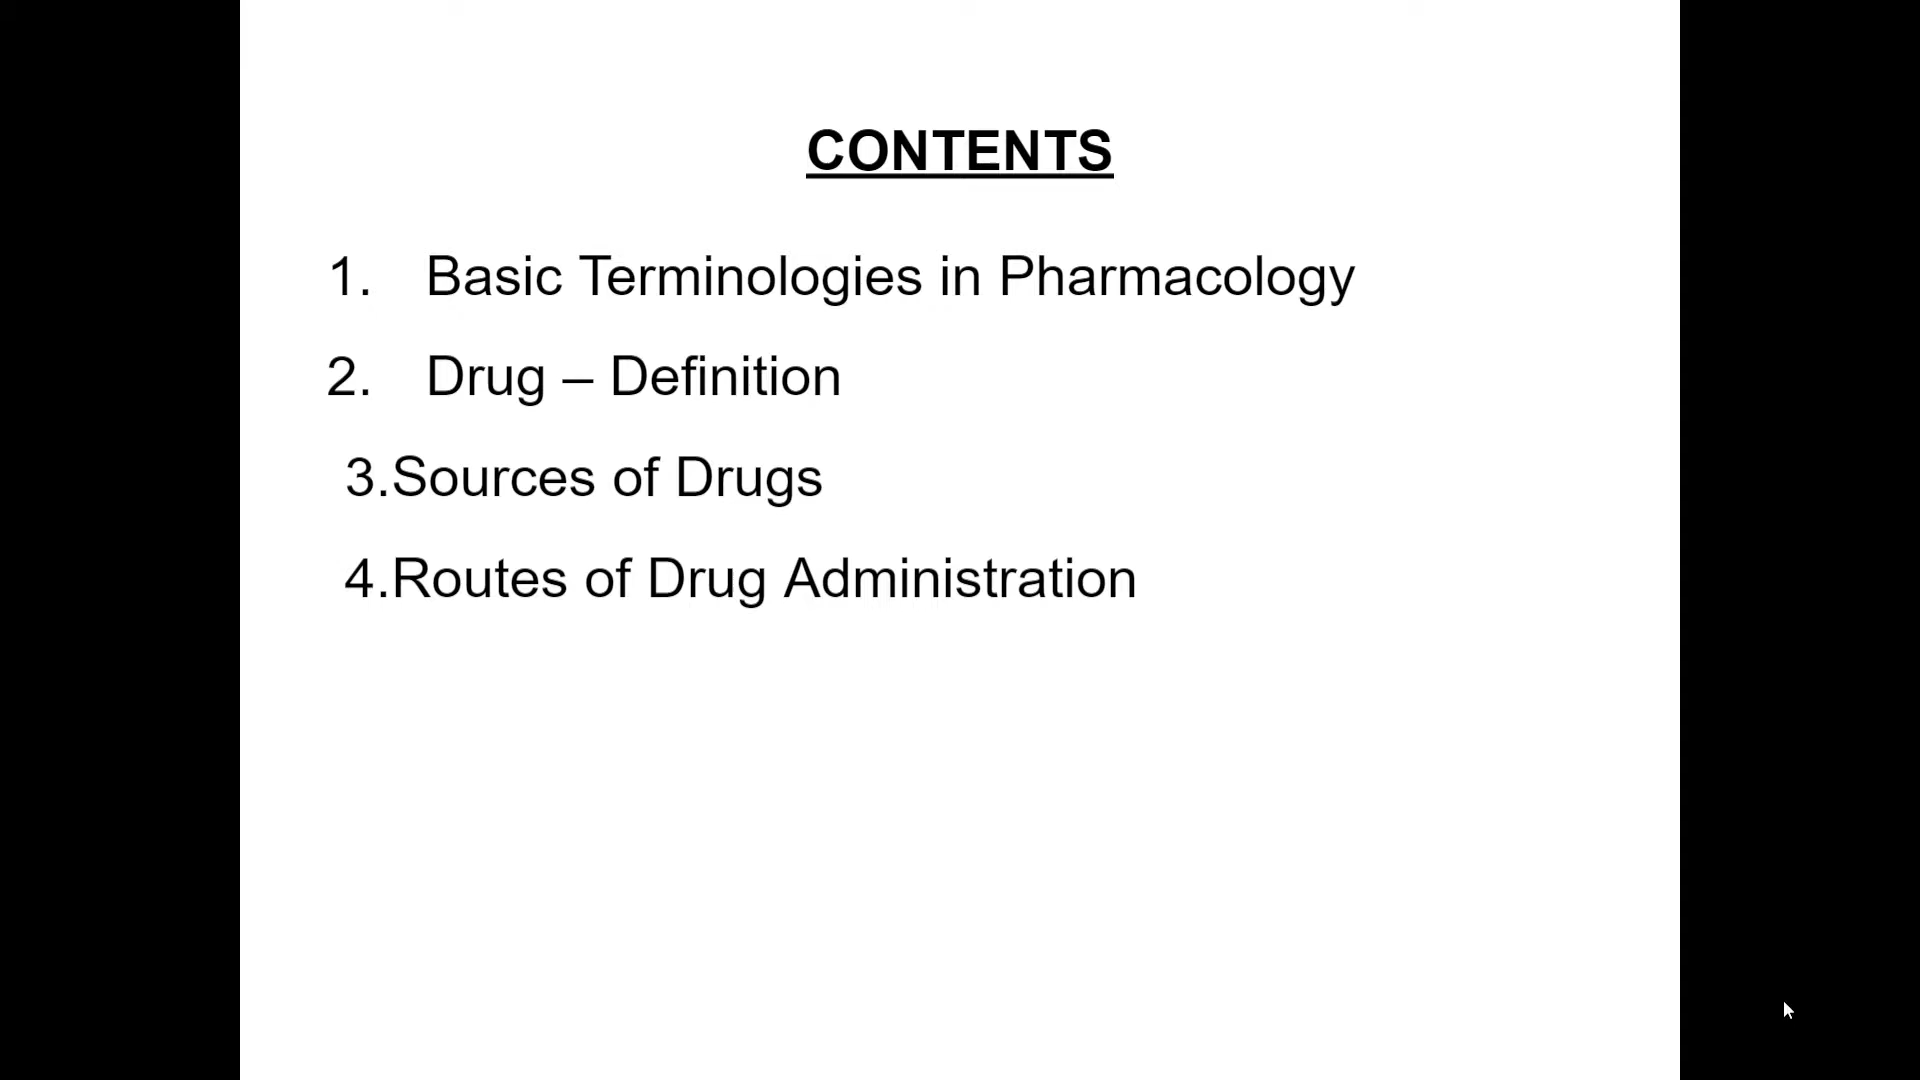 CONTENTS
1. Basic Terminologies in Pharmacology
2. Drug – Definition
3.Sources of Drugs
4.Routes of Drug Administration